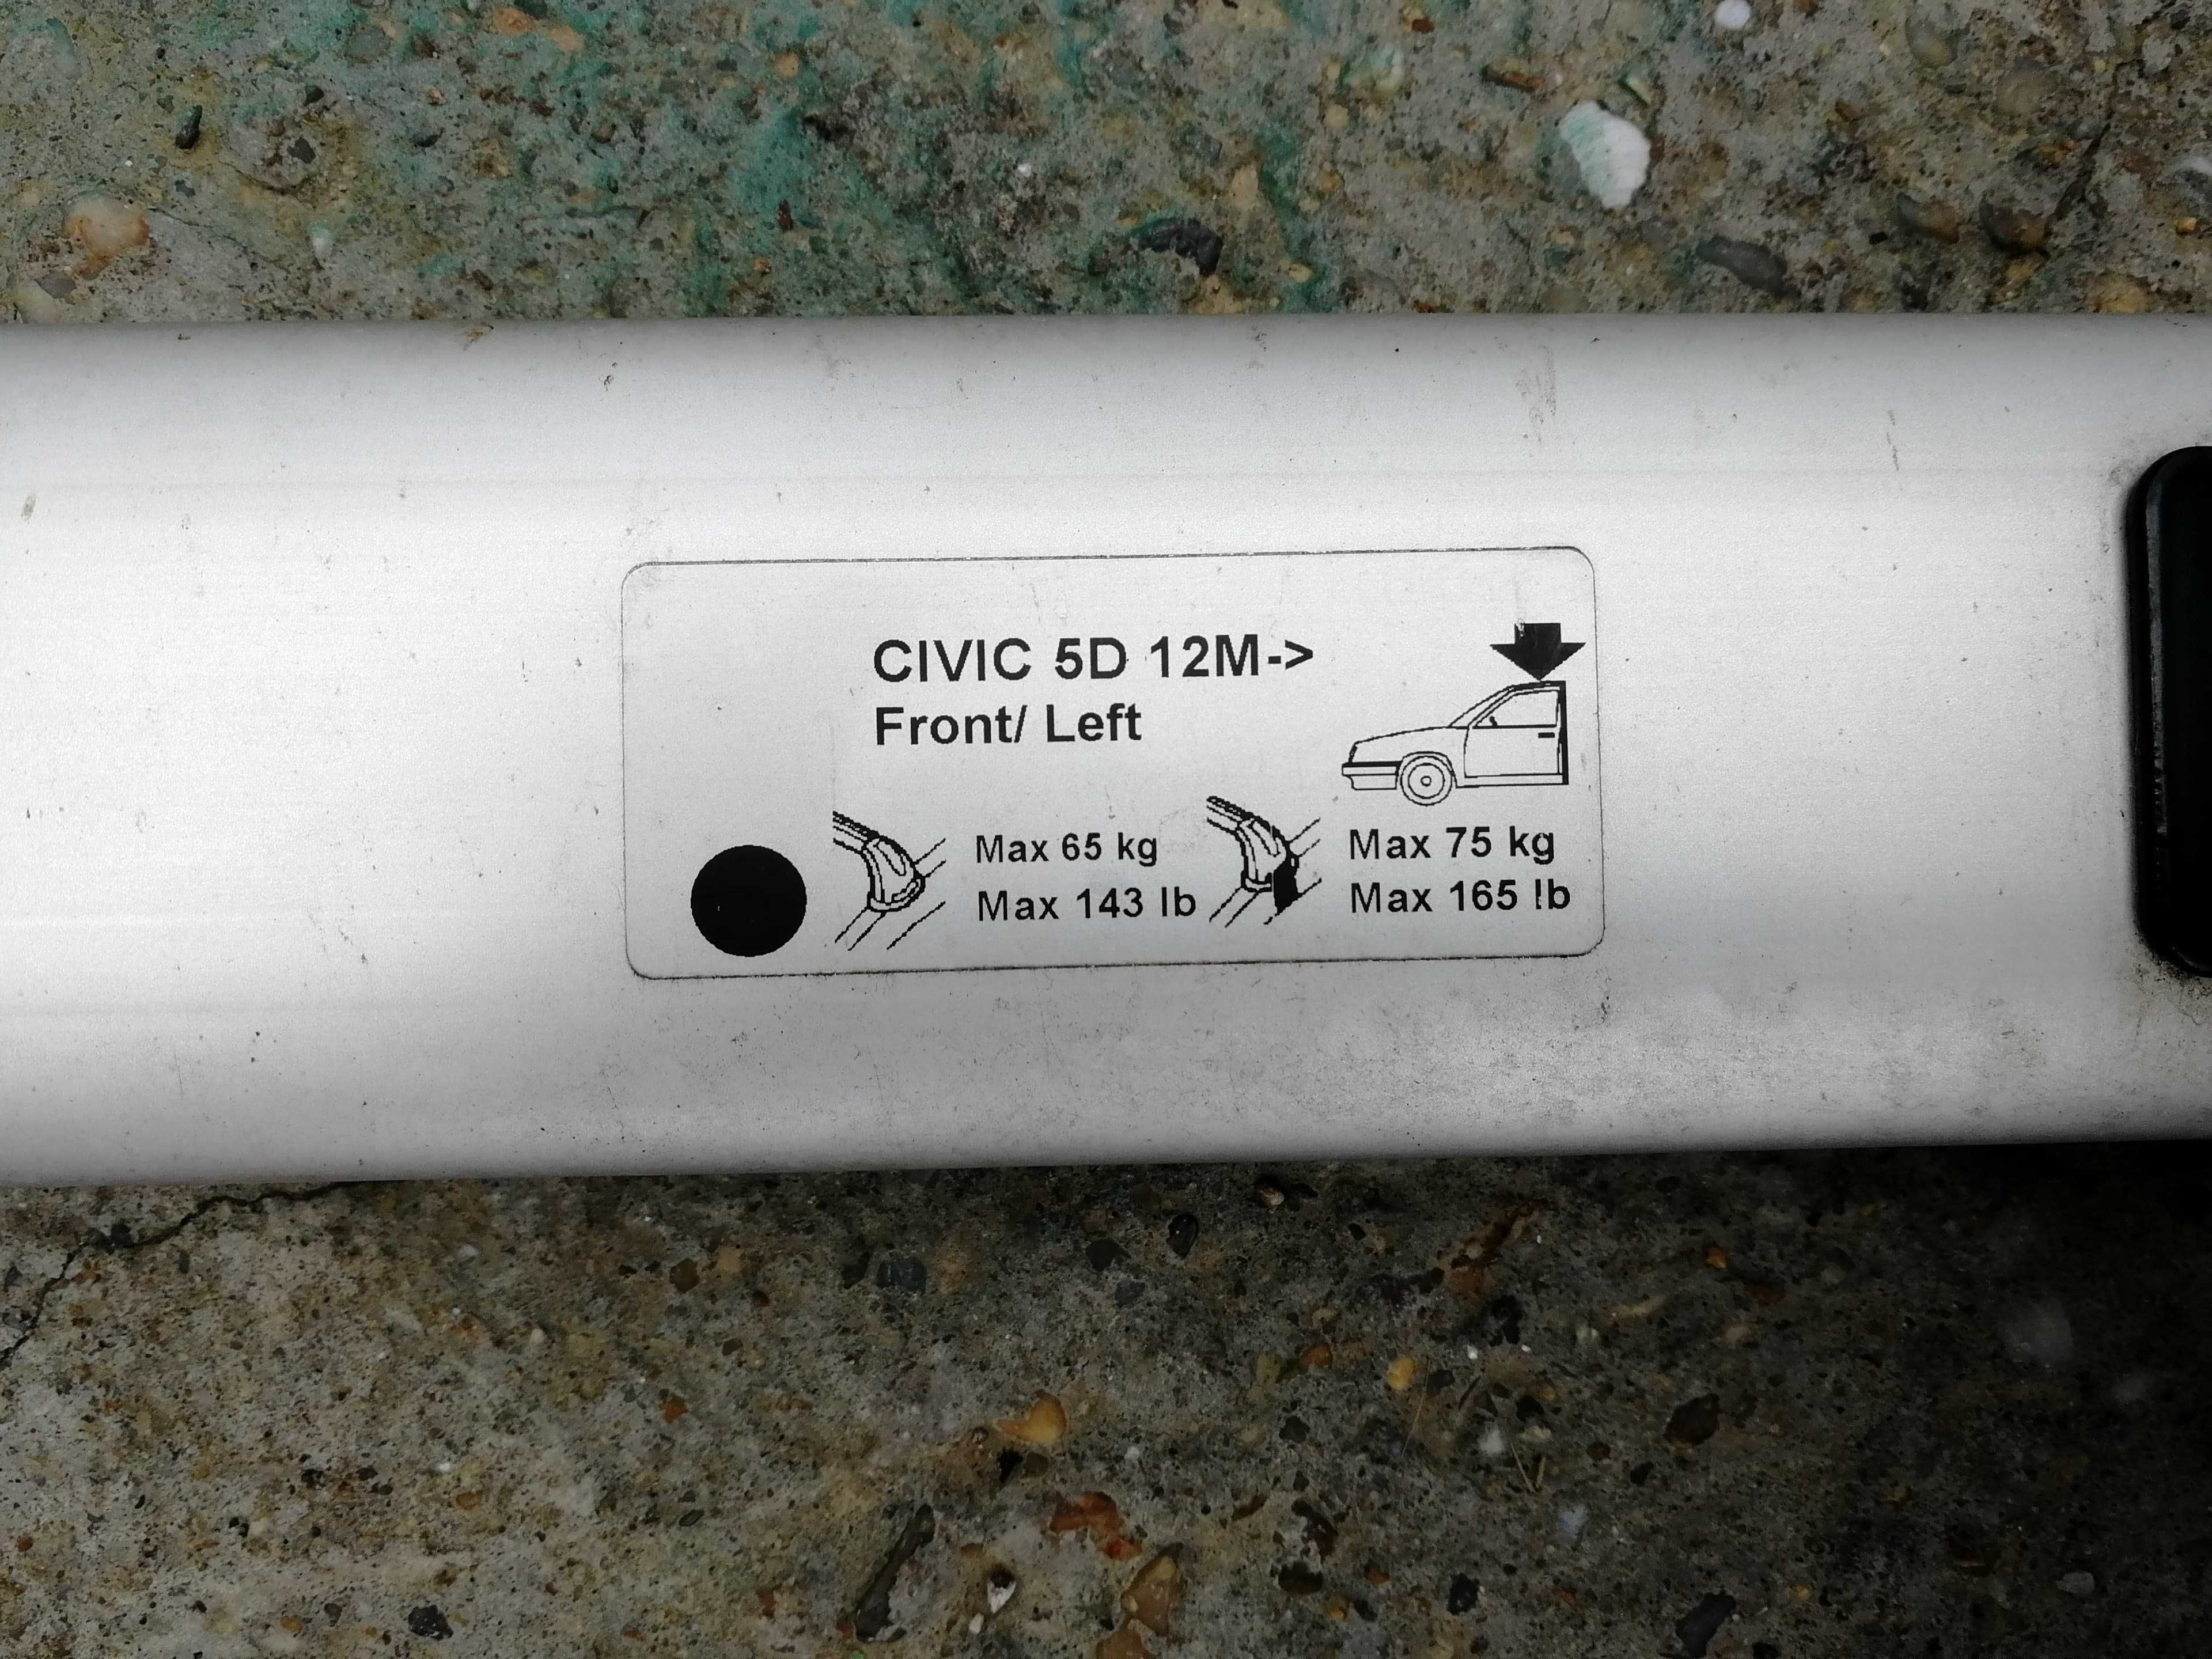 CIVIC 5D 12M->
Front/ Left
Max 65 kg
Max 143 lb
Max 75 kg
Max 165 lb